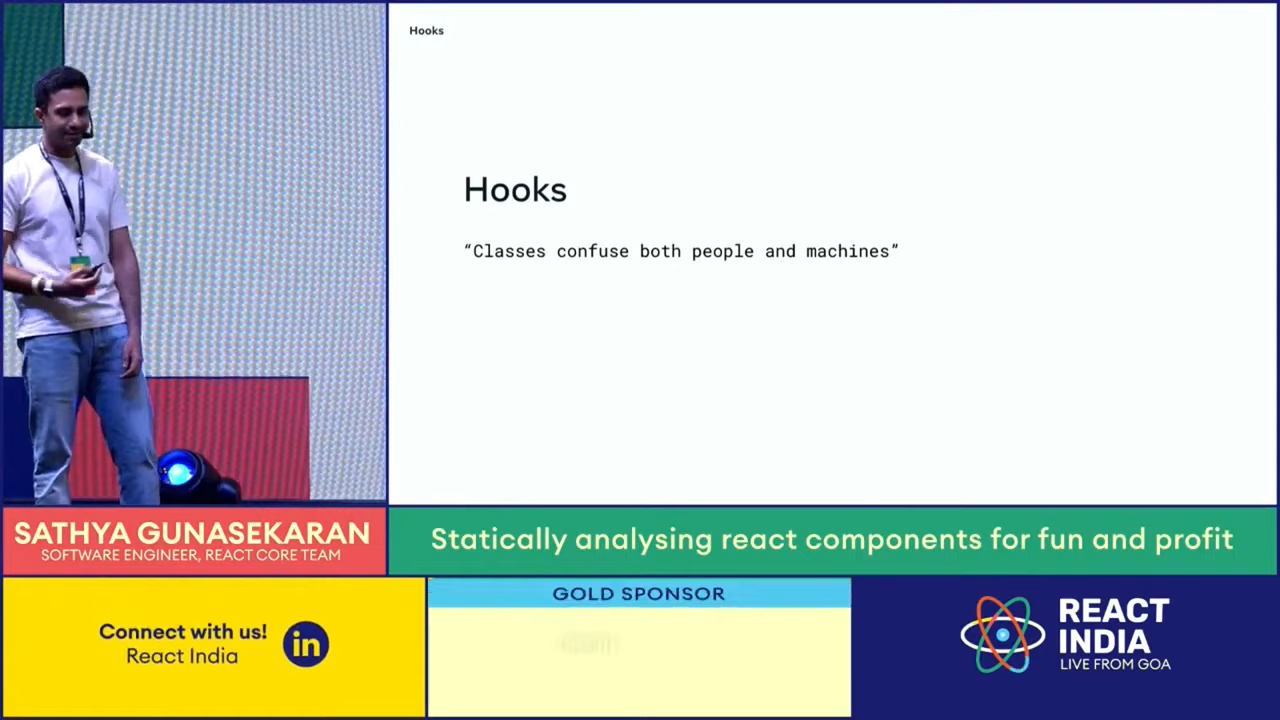 Hooks
Hooks
“Classes confuse both people and machines”
SATHYA GUNASEKARAN
SOFTWARE ENGINEER, REACT CORE TEAM
Statically analysing react components for fun and profit
Connect with us!
React India
in
GOLD SPONSOR
REACT
INDIA
LIVE FROM GOA